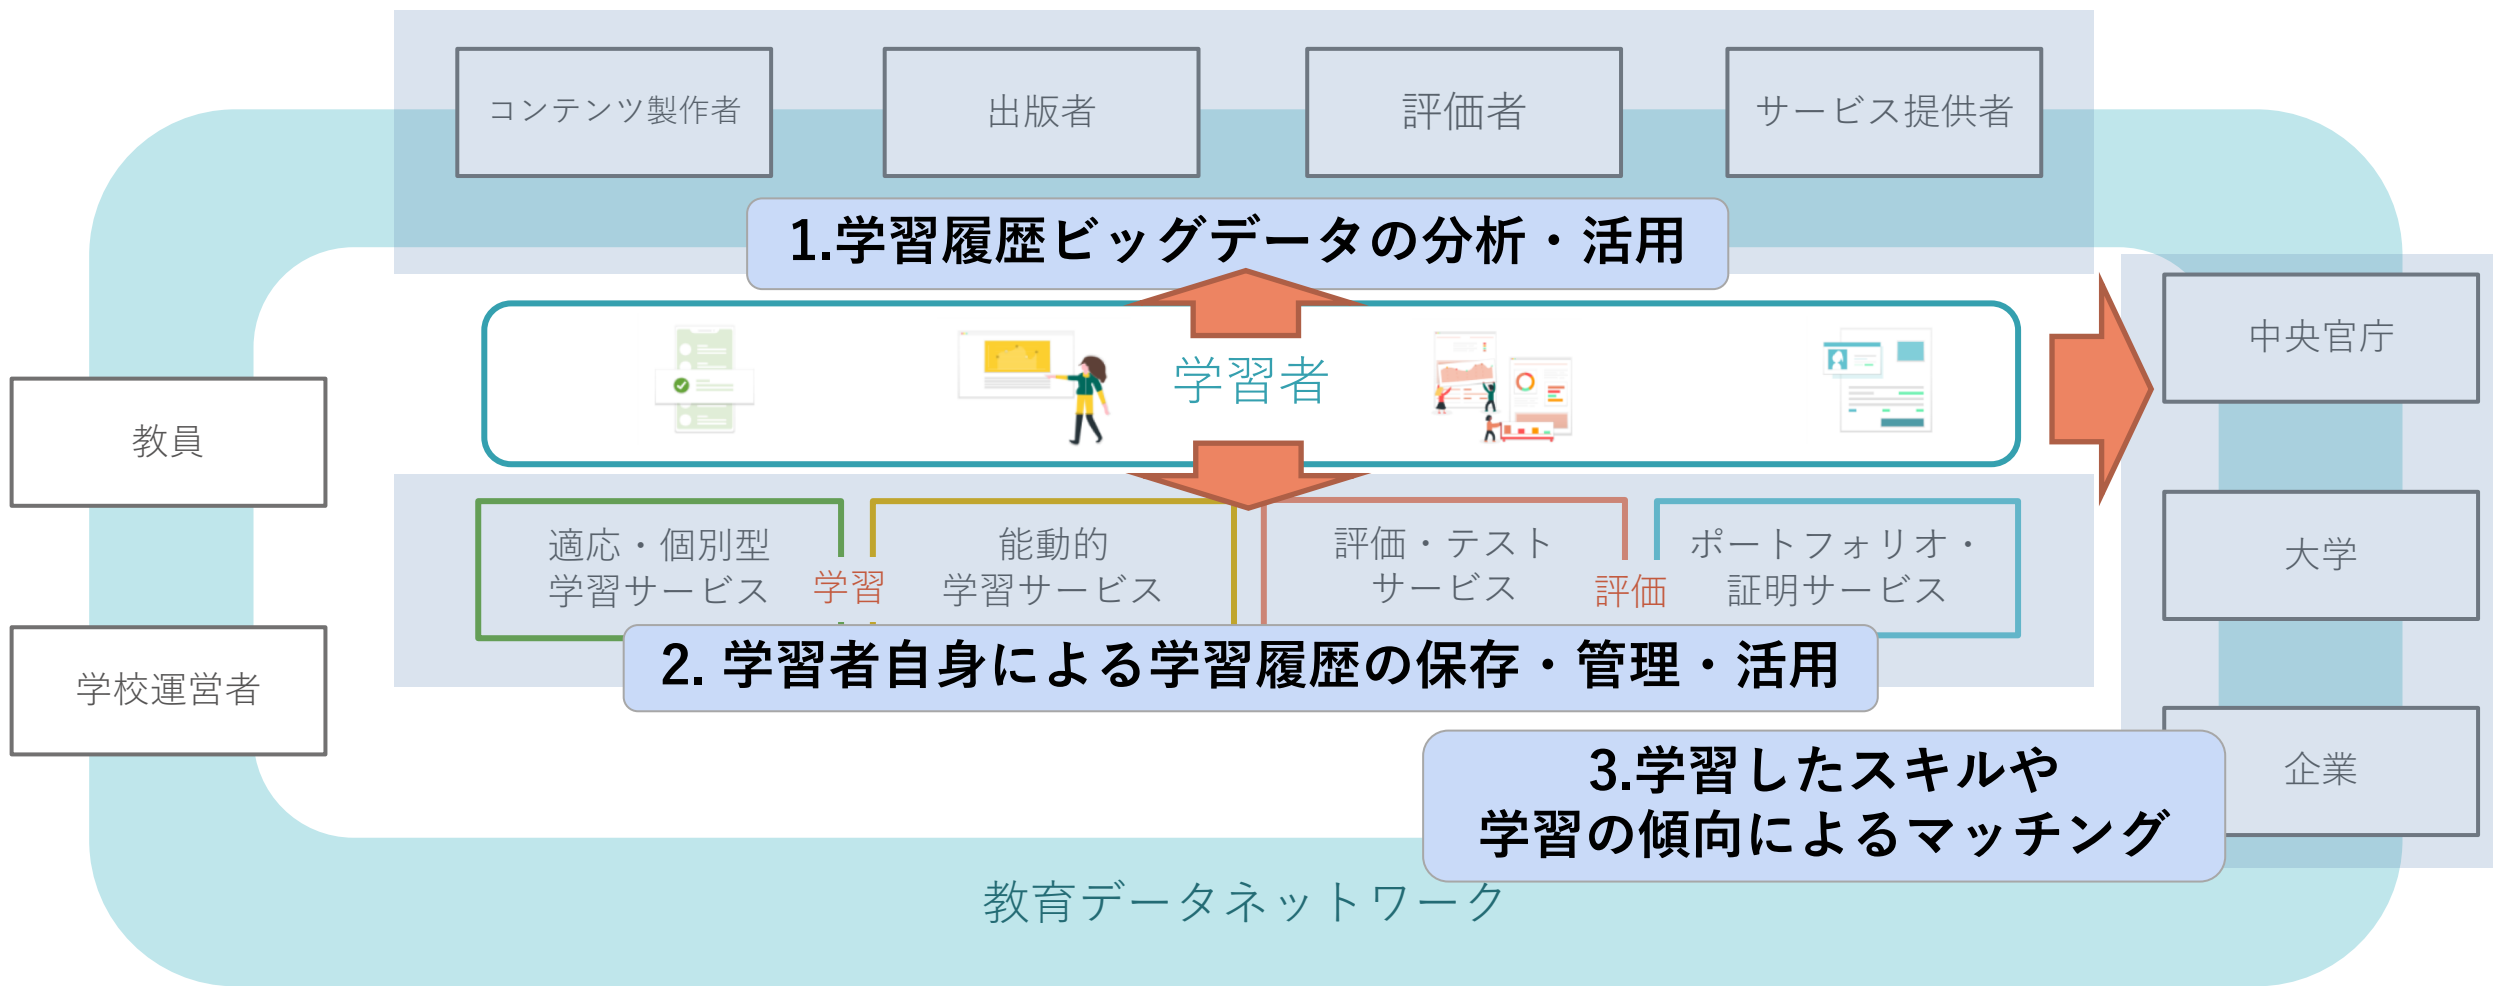 コンテンツ製作者
出版者
評価者
サービス提供者
1.学習履歴ビッグデータの分析・活用
学習者
中央官庁
教員
適応・個別型
学習サービス
学習
能動的
学習サービス
評価・テスト
サービス
評価
ポートフォリオ・
証明サービス
大学
2. 学習者自身による学習履歴の保存・管理・活用
学校運営者
3.学習したスキルや
学習の傾向によるマッチング
企業
教育データネットワーク